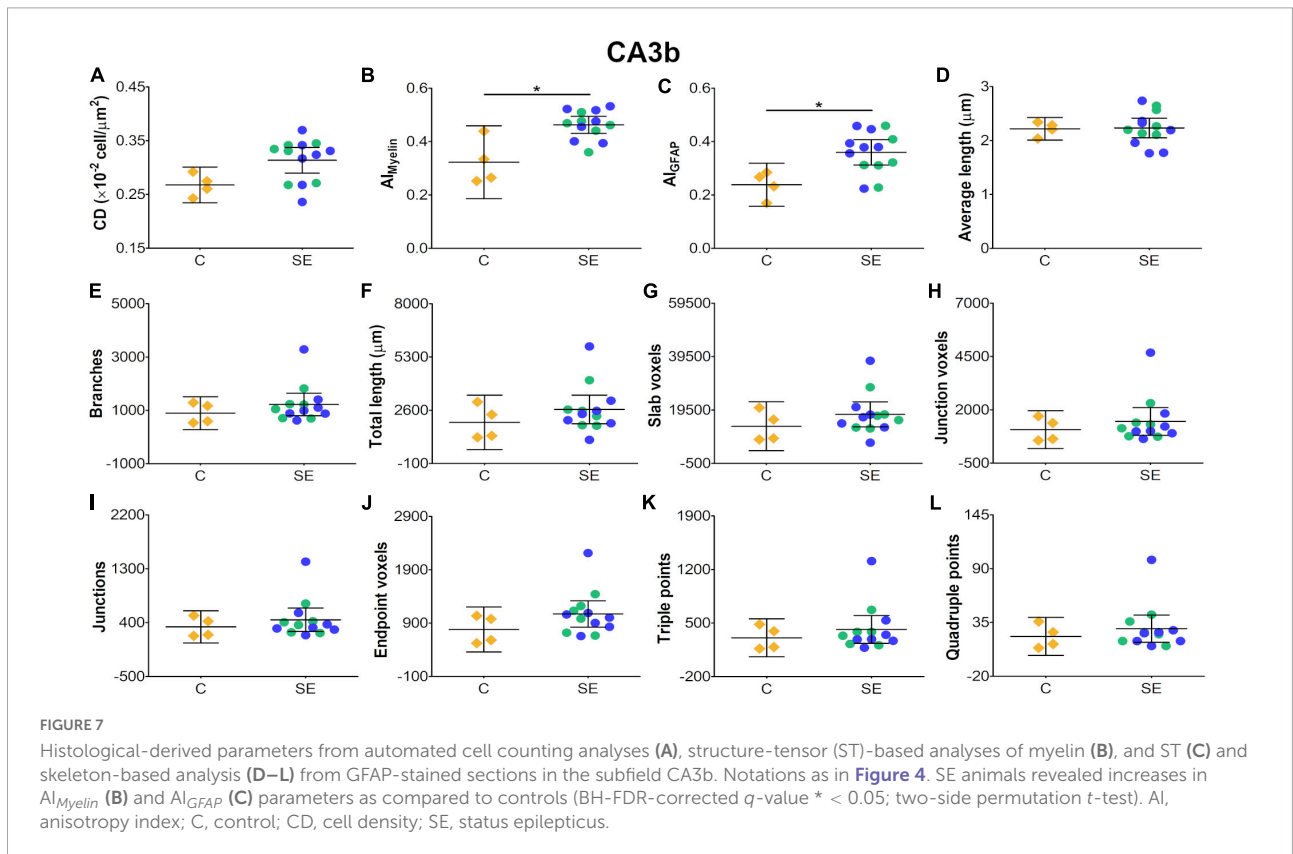 CA3b
A
CD (×10⁻² cell/μm²)
0.45
0.35
0.25
0.15
C
SE
B
AI_Myelin
0.6
0.4
0.2
0.0
*
C
SE
C
AI_GFAP
0.6
0.4
0.2
0.0
*
C
SE
D
Average length (μm)
3
2
1
0
C
SE
E
Branches
5000
3000
1000
-1000
C
SE
F
Total length (μm)
8000
5300
2600
-100
C
SE
G
Slab voxels
59500
39500
19500
-500
C
SE
H
Junction voxels
7000
4500
2000
-500
C
SE
I
Junctions
2200
1300
400
-500
C
SE
J
Endpoint voxels
2900
1900
900
-100
C
SE
K
Triple points
1900
1200
500
-200
C
SE
L
Quadruple points
145
90
35
-20
C
SE
FIGURE 7
Histological-derived parameters from automated cell counting analyses (A), structure-tensor (ST)-based analyses of myelin (B), and ST (C) and
skeleton-based analysis (D–L) from GFAP-stained sections in the subfield CA3b. Notations as in Figure 4. SE animals revealed increases in
AI_Myelin (B) and AI_GFAP (C) parameters as compared to controls (BH-FDR-corrected q-value * < 0.05; two-side permutation t-test). AI,
anisotropy index; C, control; CD, cell density; SE, status epilepticus.